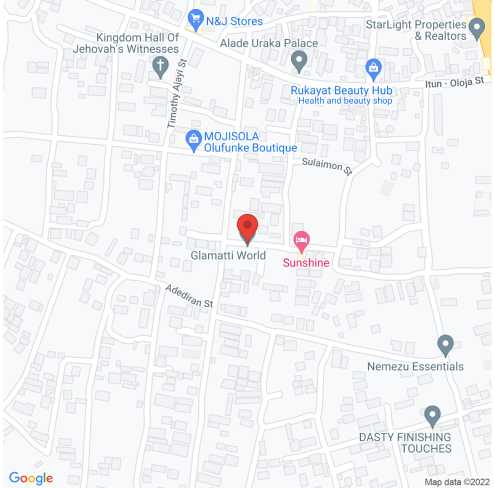 N&J Stores
StarLight Properties
& Realtors
Kingdom Hall Of
Jehovah's Witnesses
Alade Uraka Palace
Timothy Ajayi St
Itun - Oloja St
Rukayat Beauty Hub
Health and beauty shop
MOJISOLA
Olufunke Boutique
Sulaimon St
Glamatti World
Sunshine
Adediran St
Nemezu Essentials
DASTY FINISHING
TOUCHES
Google
Map data ©2022